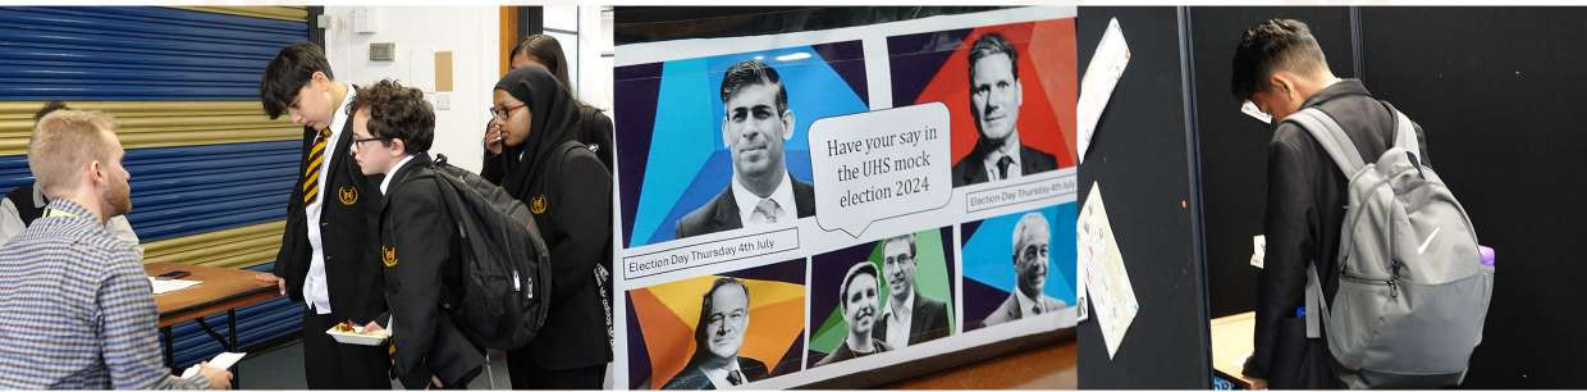 Have your say in
the UHS mock
election 2024
Election Day Thursday 4th July
Election Day Thursday 4th July